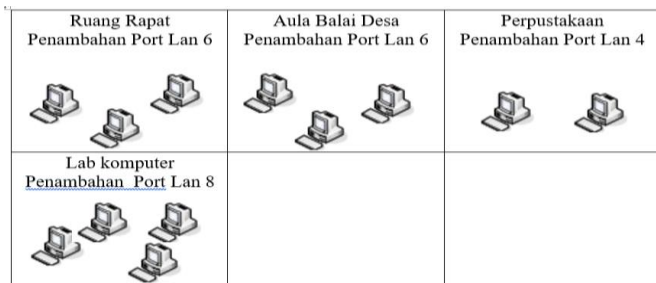 Ruang Rapat
Penambahan Port Lan 6
Aula Balai Desa
Penambahan Port Lan 6
Perpustakaan
Penambahan Port Lan 4
Lab komputer
Penambahan Port Lan 8